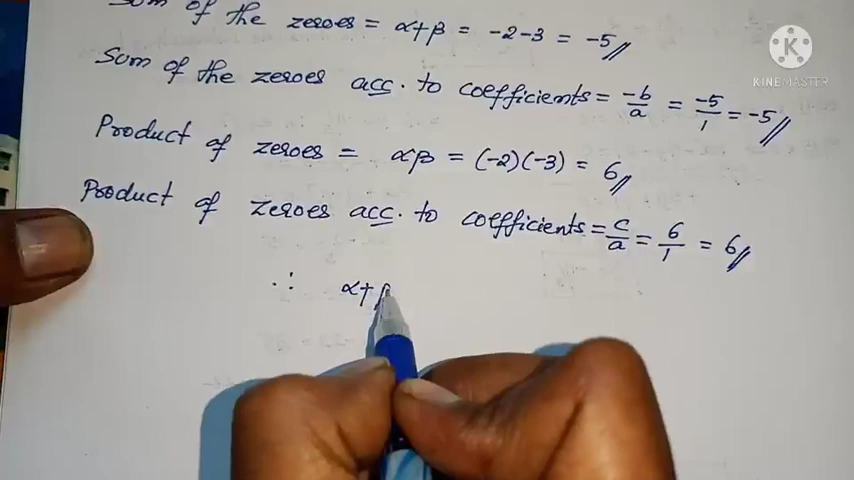 Sum of the zeroes = α+β = -2-3 = -5//
Sum of the zeroes acc. to coefficients = -b/a = -5/1 = -5//
Product of zeroes = αβ = (-2)(-3) = 6//
Product of zeroes acc. to coefficients = c/a = 6/1 = 6//
∴ α+β
KINEMASTER